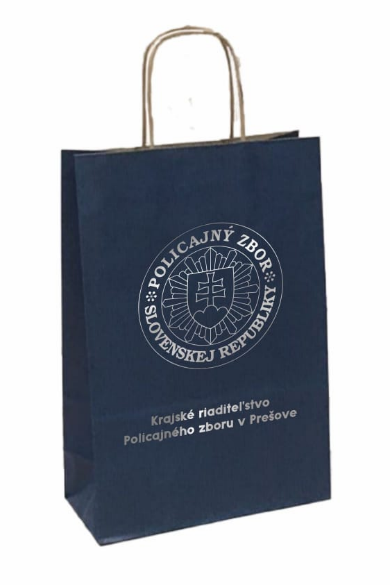 POLICAJNÝ ZBOR
SLOVENSKEJ REPUBLIKY
Krajské riaditeľstvo
Policajného zboru v Prešove